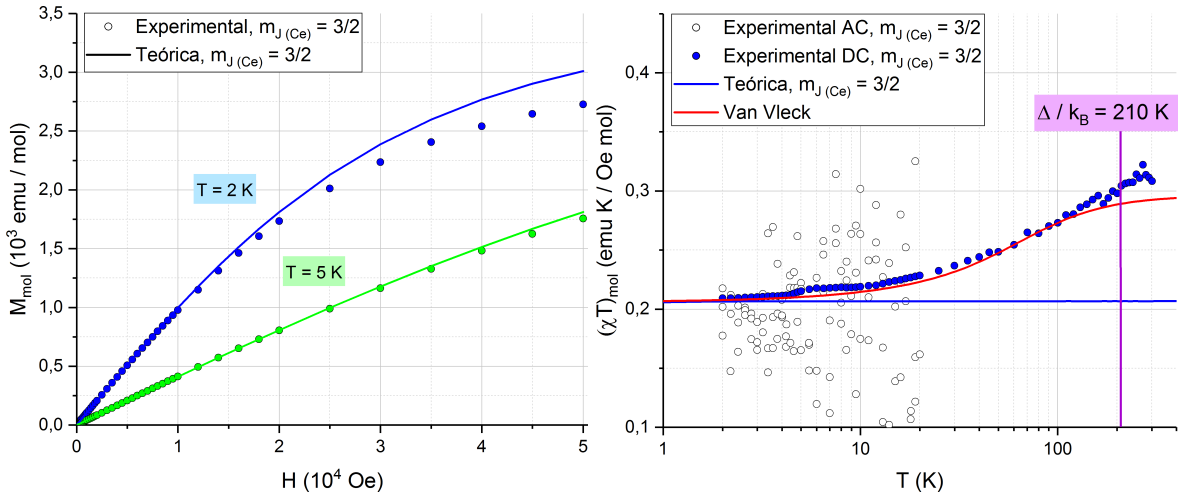 Experimental, mJ (Ce) = 3/2
Teórica, mJ (Ce) = 3/2
3,5
3,0
2,5
2,0
1,5
1,0
0,5
0,0
Mmol (10³ emu / mol)
T = 2 K
T = 5 K
0
1
2
3
4
5
H (10⁴ Oe)
Experimental AC, mJ (Ce) = 3/2
Experimental DC, mJ (Ce) = 3/2
Teórica, mJ (Ce) = 3/2
Van Vleck
Δ / kB = 210 K
0,4
0,3
0,2
0,1
(χT)mol (emu K / Oe mol)
1
10
100
T (K)